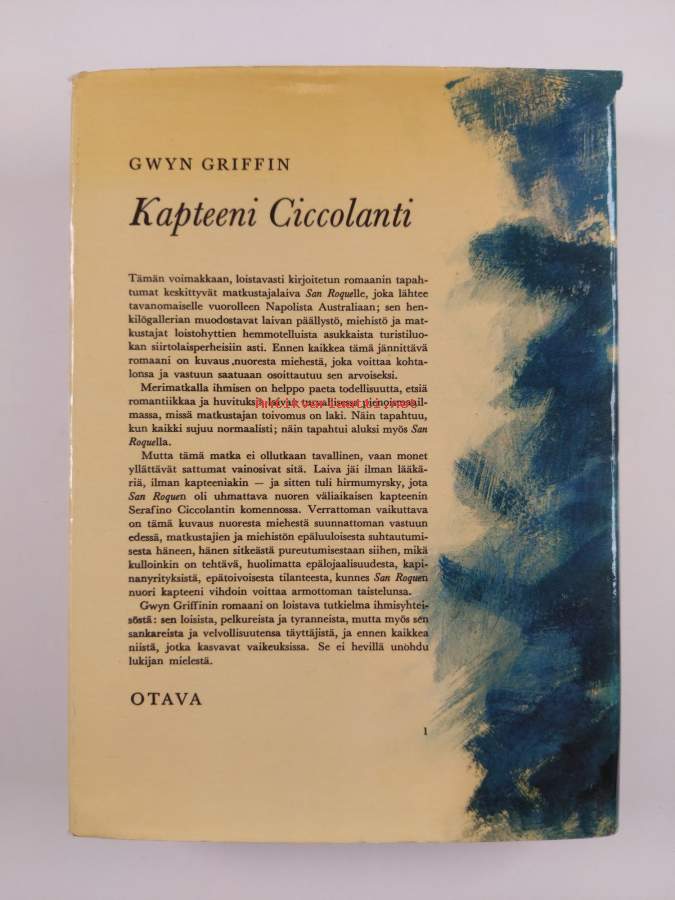 GWYN GRIFFIN
Kapteeni Ciccolanti
Tämän voimakkaan, loistavasti kirjoitetun romaanin tapah-
tumat keskittyvät matkustajalaiva San Roquelle, joka lähtee
tavanomaiselle vuorolleen Napolista Australiaan; sen hen-
kilögallerian muodostavat laivan päällystö, miehistö ja mat-
kustajat loistohyttien hemmotelluista asukkaista turistiluo-
kan siirtolaisperheisiin asti. Ennen kaikkea tämä jännittävä
romaani on kuvaus nuoresta miehestä, joka voittaa kohta-
lonsa ja vastuun saatuaan osoittautuu sen arvoiseksi.
Merimatkalla ihmisen on helppo paeta todellisuutta, etsiä
romantiikkaa ja huvituksia laivan tavallisessa pienoismaail-
massa, missä matkustajan toivomus on laki. Näin tapahtuu,
kun kaikki sujuu normaalisti; näin tapahtui aluksi myös San
Roquella.
Mutta tämä matka ei ollutkaan tavallinen, vaan monet
yllättävät sattumat vainosivat sitä. Laiva jäi ilman lääkä-
riä, ilman kapteeniakin — ja sitten tuli hirmumyrsky, jota
San Roquen oli uhmattava nuoren väliaikaisen kapteenin
Serafino Ciccolantin komennossa. Verrattoman vaikuttava
on tämä kuvaus nuoresta miehestä suunnattoman vastuun
edessä, matkustajien ja miehistön epäluuloisesta suhtautumi-
sesta häneen, hänen sitkeästä pureutumisestaan siihen, mikä
kulloinkin on tehtävä, huolimatta epälojaalisuudesta, kapi-
nanyrityksistä, epätoivoisesta tilanteesta, kunnes San Roquen
nuori kapteeni vihdoin voittaa armottoman taistelunsa.
Gwyn Griffinin romaani on loistava tutkielma ihmisyhtei-
söstä: sen loisista, pelkureista ja tyranneista, mutta myös sen
sankareista ja velvollisuutensa täyttäjistä, ja ennen kaikkea
niistä, jotka kasvavat vaikeuksissa. Se ei hevillä unohdu
lukijan mielestä.
OTAVA
1